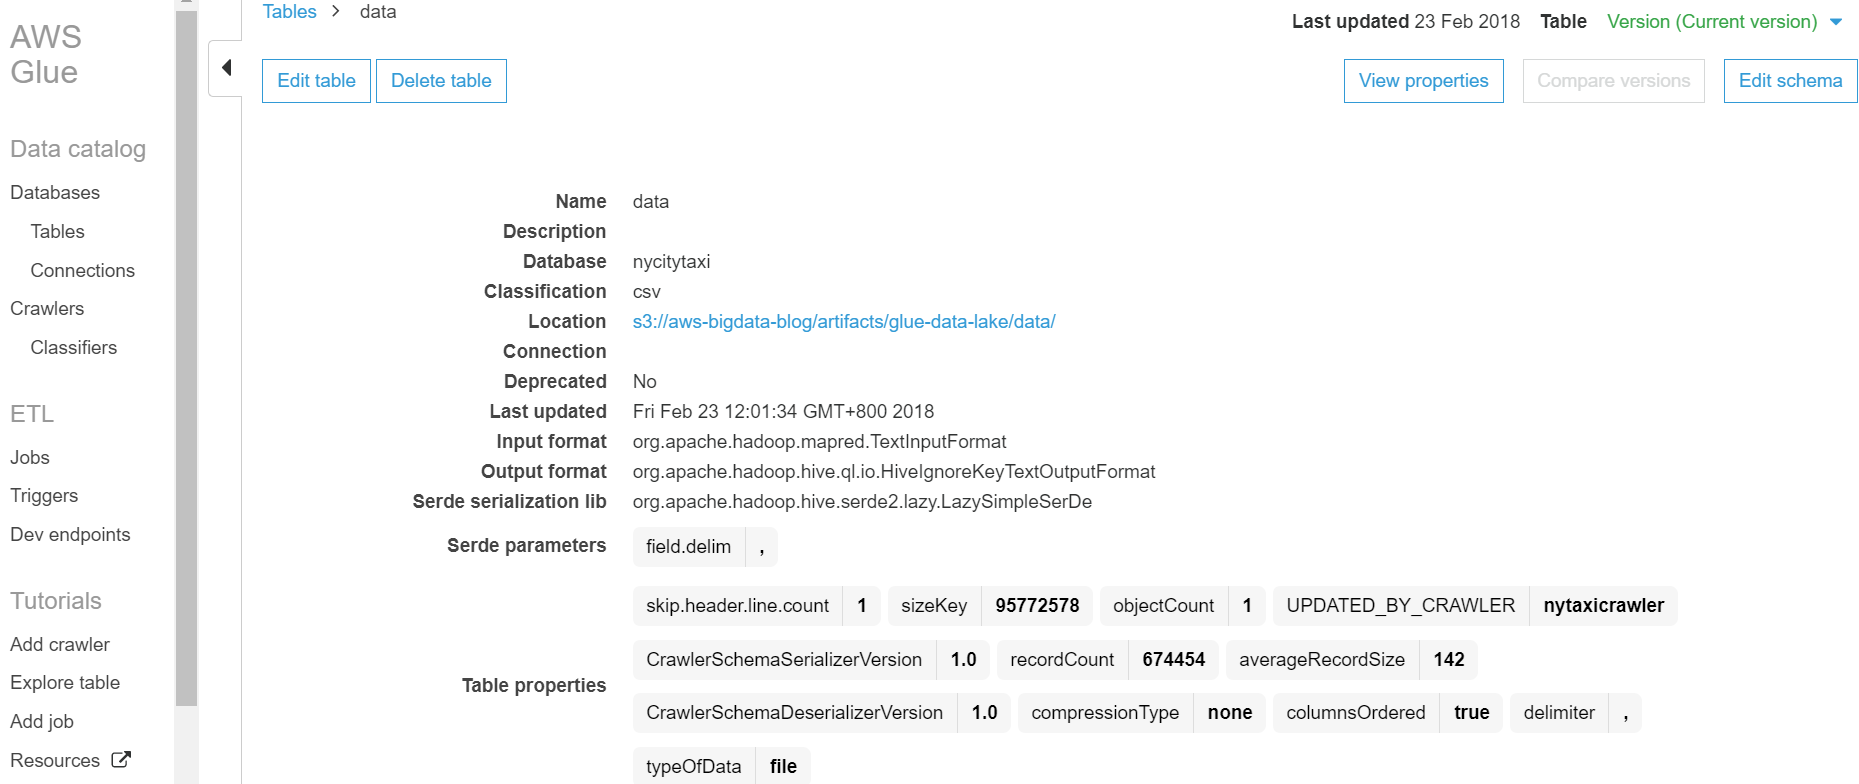 AWS
Glue
Data catalog
Databases
Tables
Connections
Crawlers
Classifiers
ETL
Jobs
Triggers
Dev endpoints
Tutorials
Add crawler
Explore table
Add job
Resources
Tables > data
Last updated 23 Feb 2018 Table Version (Current version)
Edit table Delete table View properties Compare versions Edit schema
Name data
Description
Database nycitytaxi
Classification csv
Location s3://aws-bigdata-blog/artifacts/glue-data-lake/data/
Connection
Deprecated No
Last updated Fri Feb 23 12:01:34 GMT+800 2018
Input format org.apache.hadoop.mapred.TextInputFormat
Output format org.apache.hadoop.hive.ql.io.HiveIgnoreKeyTextOutputFormat
Serde serialization lib org.apache.hadoop.hive.serde2.lazy.LazySimpleSerDe
Serde parameters field.delim ,
Table properties
skip.header.line.count 1 sizeKey 95772578 objectCount 1 UPDATED_BY_CRAWLER nytaxicrawler
CrawlerSchemaSerializerVersion 1.0 recordCount 674454 averageRecordSize 142
CrawlerSchemaDeserializerVersion 1.0 compressionType none columnsOrdered true delimiter ,
typeOfData file